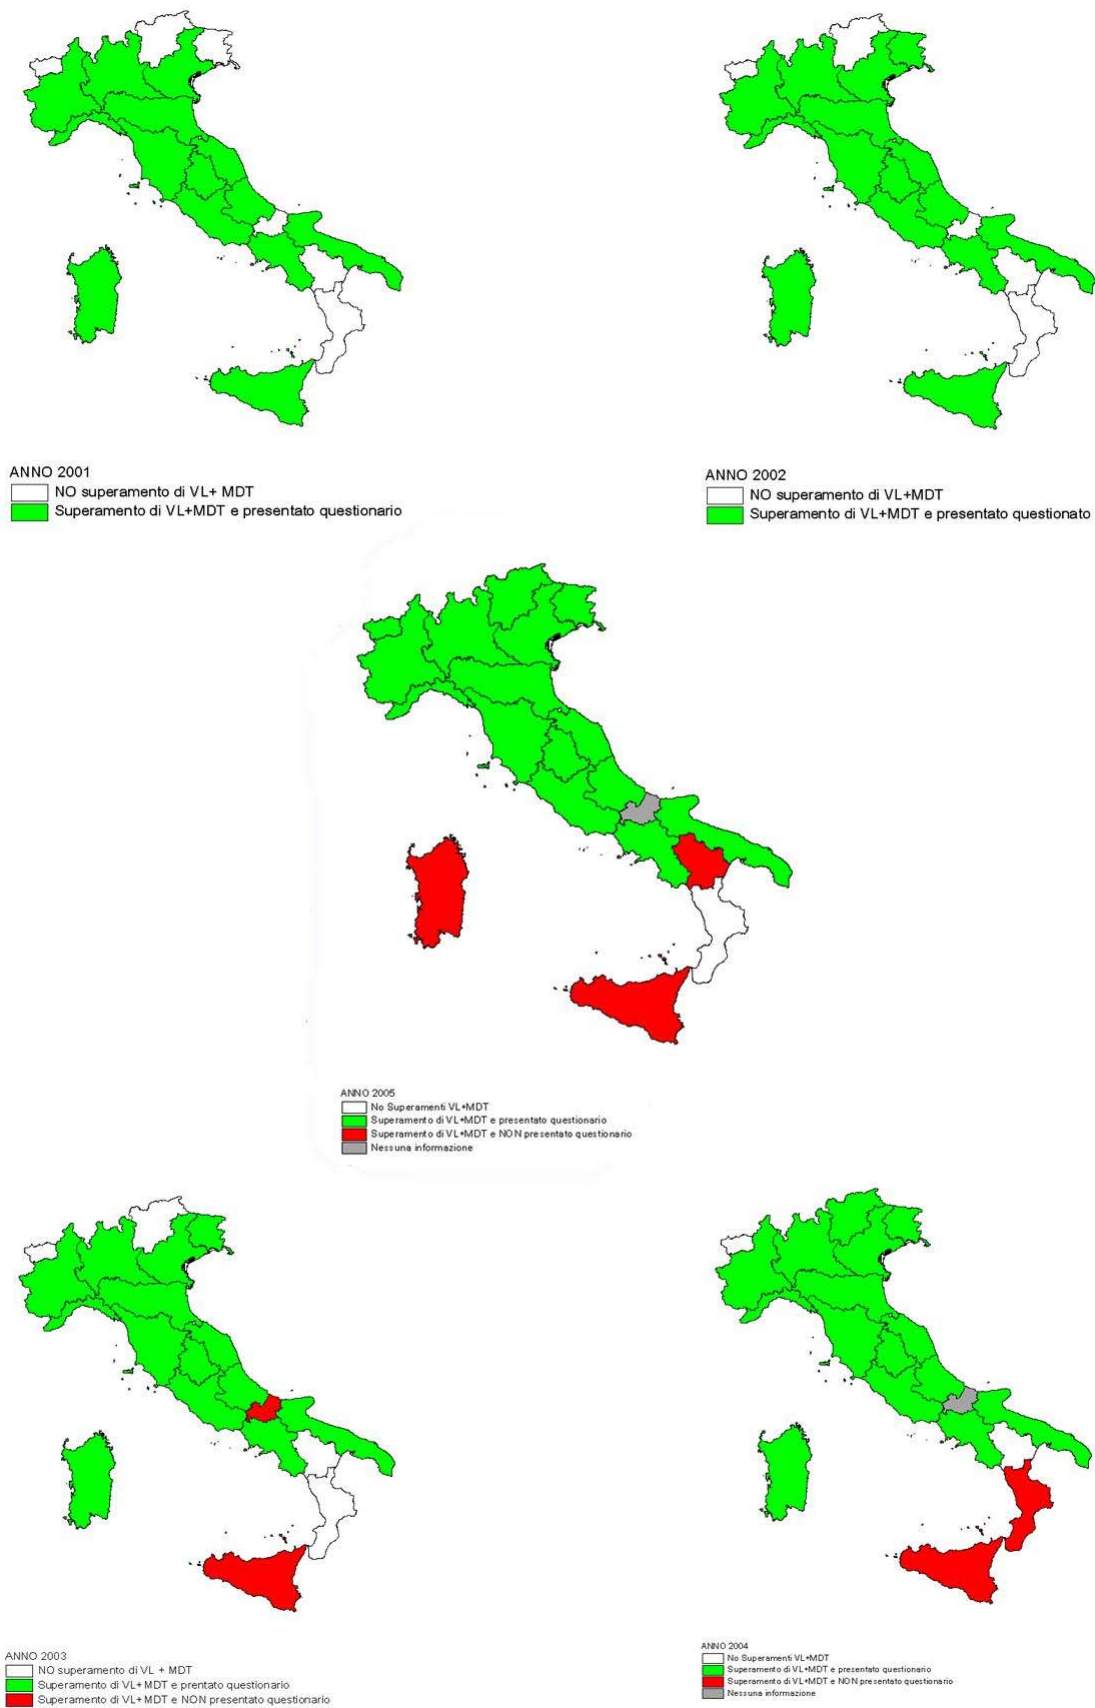 ANNO 2001
NO superamento di VL+ MDT
Superamento di VL+MDT e presentato questionario
ANNO 2002
NO superamento di VL+MDT
Superamento di VL+MDT e presentato questionato
ANNO 2005
No Superamenti VL+MDT
Superamento di VL+MDT e presentato questionario
Superamento di VL+MDT e NON presentato questionario
Nessuna informazione
ANNO 2003
NO superamento di VL + MDT
Superamento di VL+ MDT e prentato questionario
Superamento di VL+ MDT e NON presentato questionario
ANNO 2004
No Superamenti VL+MDT
Superamento di VL+MDT e presentato questionario
Superamento di VL+MDT e NON presentato questionario
Nessuna informazione